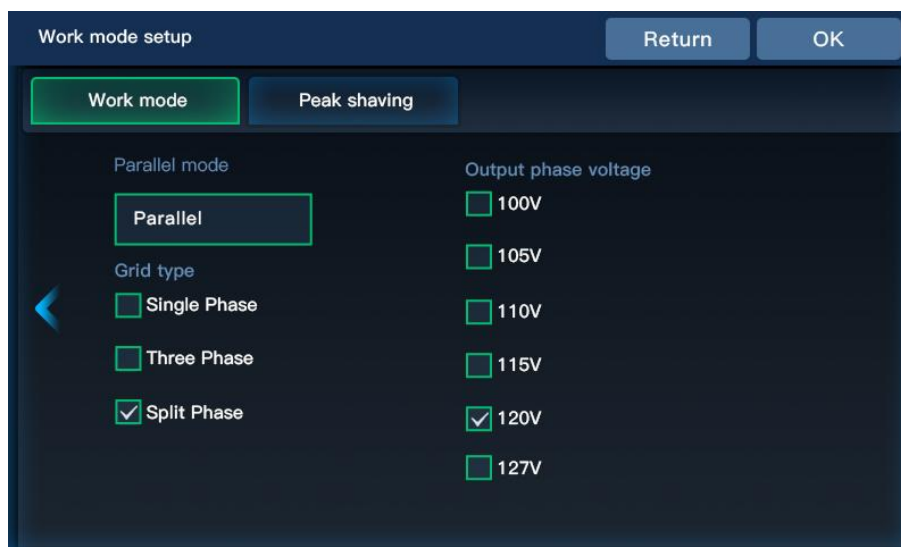 Work mode setup
Return
OK
Work mode
Peak shaving
Parallel mode
Parallel
Grid type
Single Phase
Three Phase
Split Phase
Output phase voltage
100V
105V
110V
115V
120V
127V